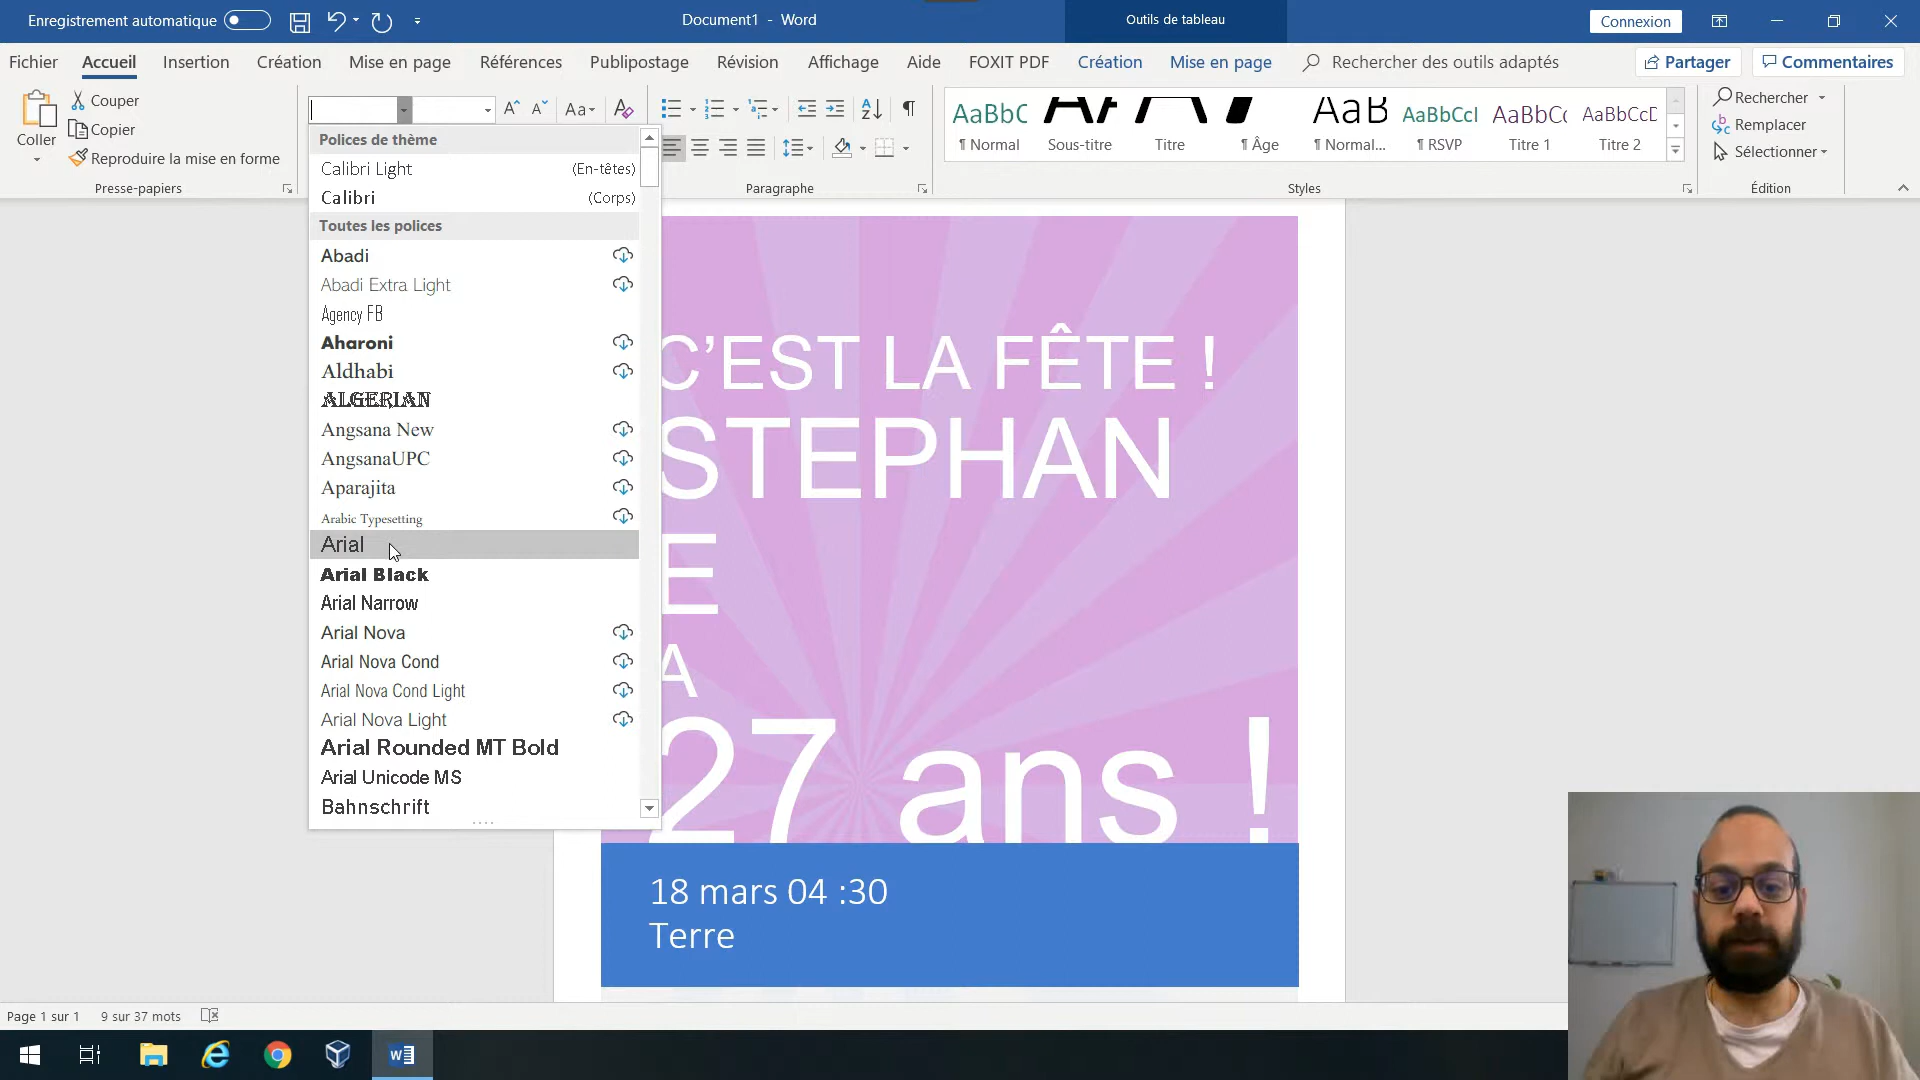 Enregistrement automatique
Document1 - Word
Outils de tableau
Connexion
Fichier Accueil Insertion Création Mise en page Références Publipostage Révision Affichage Aide FOXIT PDF Création Mise en page Rechercher des outils adaptés Partager Commentaires
Coller
Couper
Copier
Reproduire la mise en forme
Presse-papiers
Aa
Paragraphe
AaBbC
¶ Normal
Sous-titre
Titre
¶ Âge
AaB
¶ Normal...
AaBbCcI
¶ RSVP
AaBbCc
Titre 1
AaBbCcD
Titre 2
Styles
Rechercher
Remplacer
Sélectionner
Édition
Polices de thème
Calibri Light (En-têtes)
Calibri (Corps)
Toutes les polices
Abadi
Abadi Extra Light
Agency FB
Aharoni
Aldhabi
ALGERIAN
Angsana New
AngsanaUPC
Aparajita
Arabic Typesetting
Arial
Arial Black
Arial Narrow
Arial Nova
Arial Nova Cond
Arial Nova Cond Light
Arial Nova Light
Arial Rounded MT Bold
Arial Unicode MS
Bahnschrift
C’EST LA FÊTE !
STEPHAN
E
A
27 ans !
18 mars 04 :30
Terre
Page 1 sur 1 9 sur 37 mots